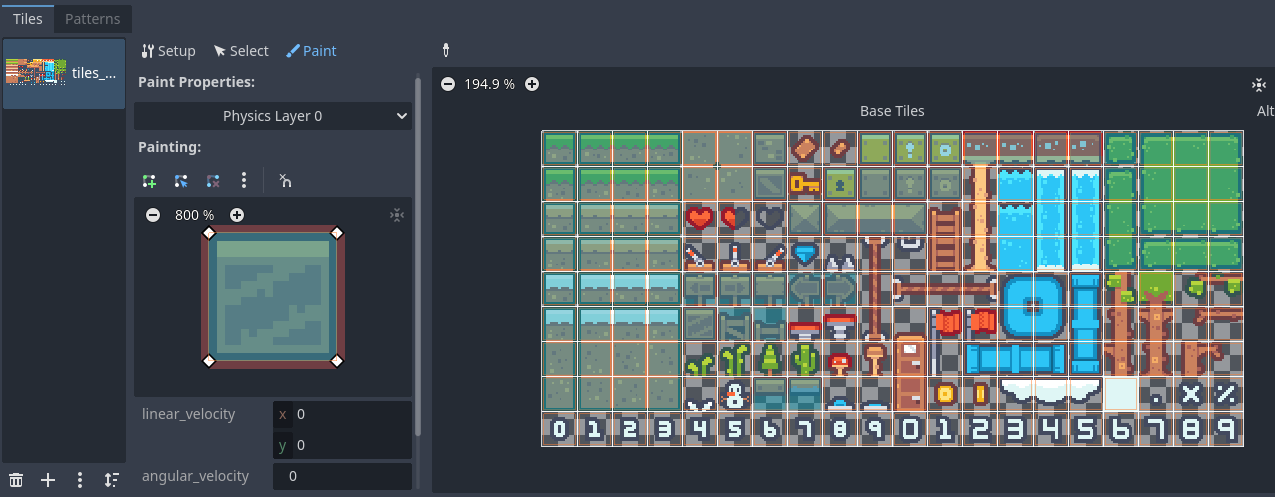 Tiles
Patterns
tiles_...
Setup
Select
Paint
Paint Properties:
Physics Layer 0
Painting:
800 %
linear_velocity
x 0
y 0
angular_velocity
0
194.9 %
Base Tiles
Alt
. × %
0 1 2 3 4 5 6 7 8 9 0 1 2 3 4 5 6 7 8 9